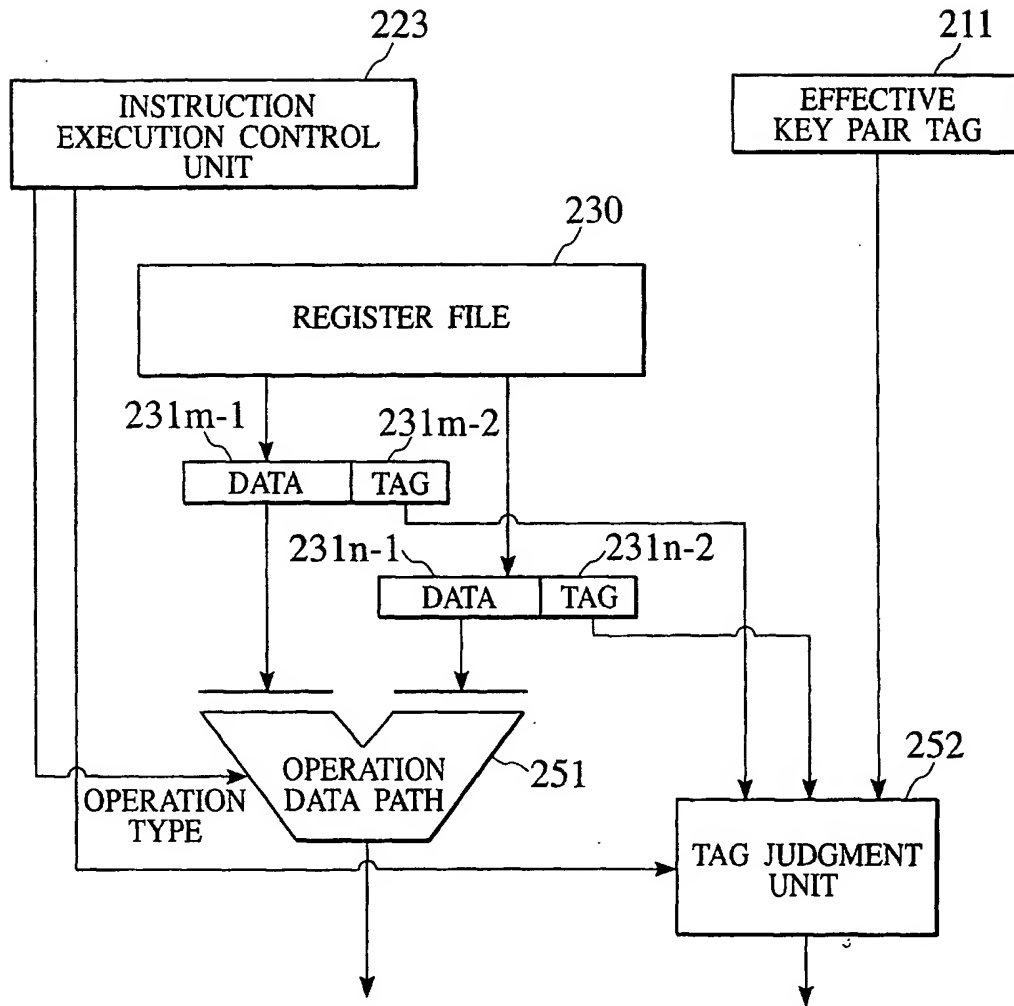 223
211
INSTRUCTION
EXECUTION CONTROL
UNIT
EFFECTIVE
KEY PAIR TAG
230
REGISTER FILE
231m-1
231m-2
DATA
TAG
231n-1
231n-2
DATA
TAG
OPERATION
DATA PATH
251
OPERATION
TYPE
252
TAG JUDGMENT
UNIT